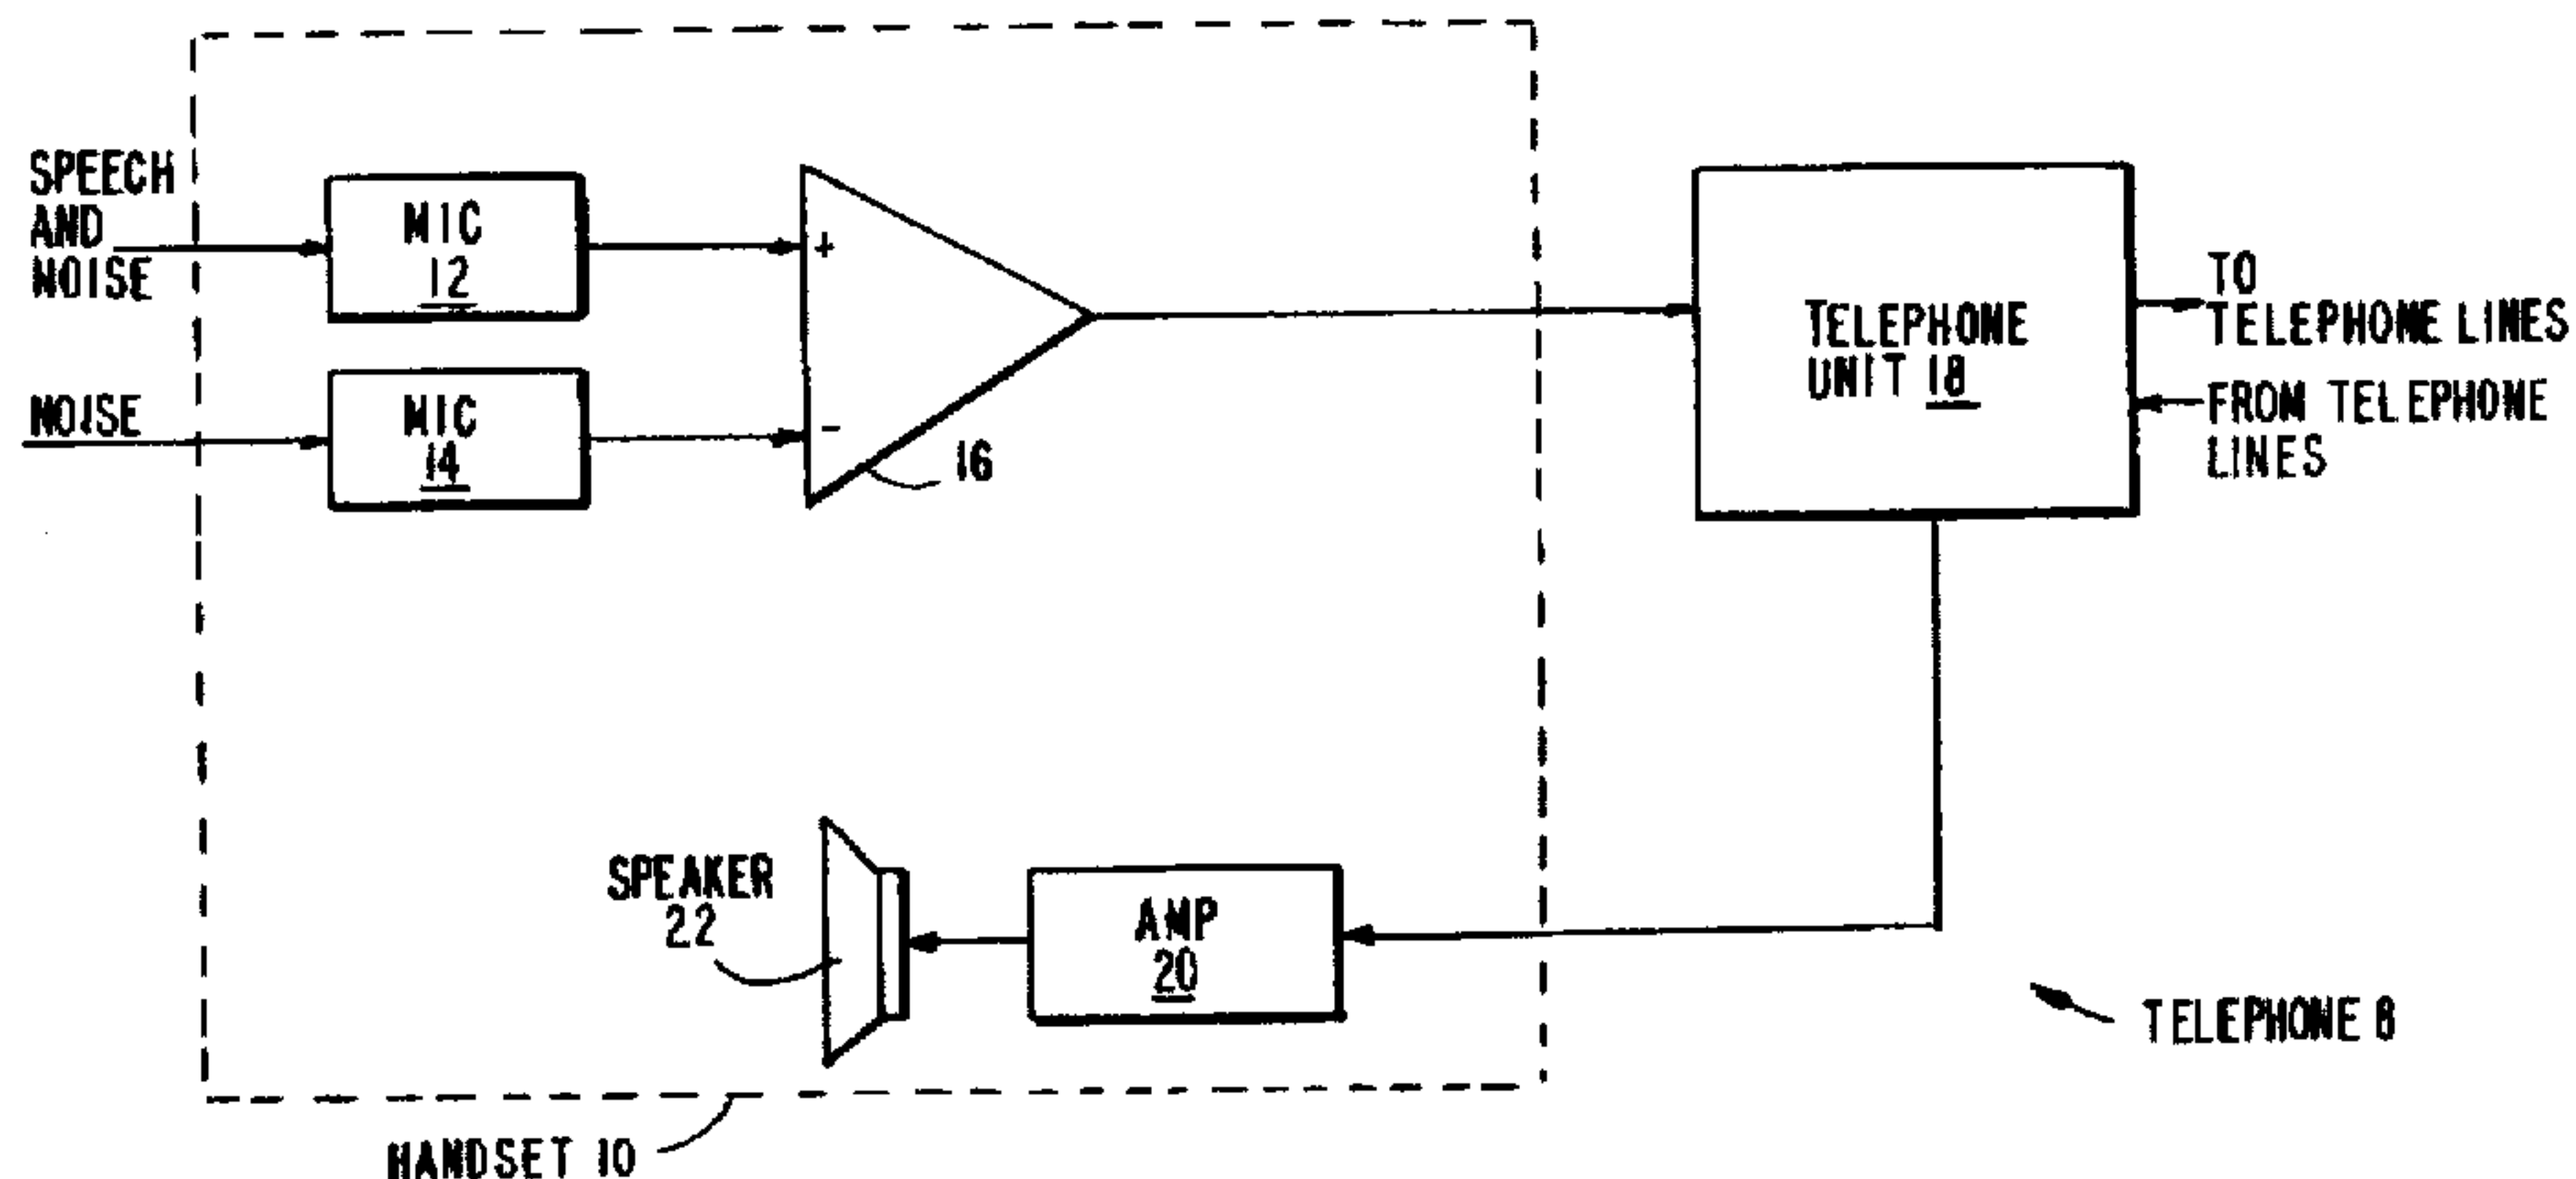 SPEECH
AND
NOISE
MIC
12
+
NOISE
MIC
14
-
16
TELEPHONE
UNIT 18
TO
TELEPHONE LINES
FROM TELEPHONE
LINES
SPEAKER
22
AMP
20
TELEPHONE 8
HANDSET 10